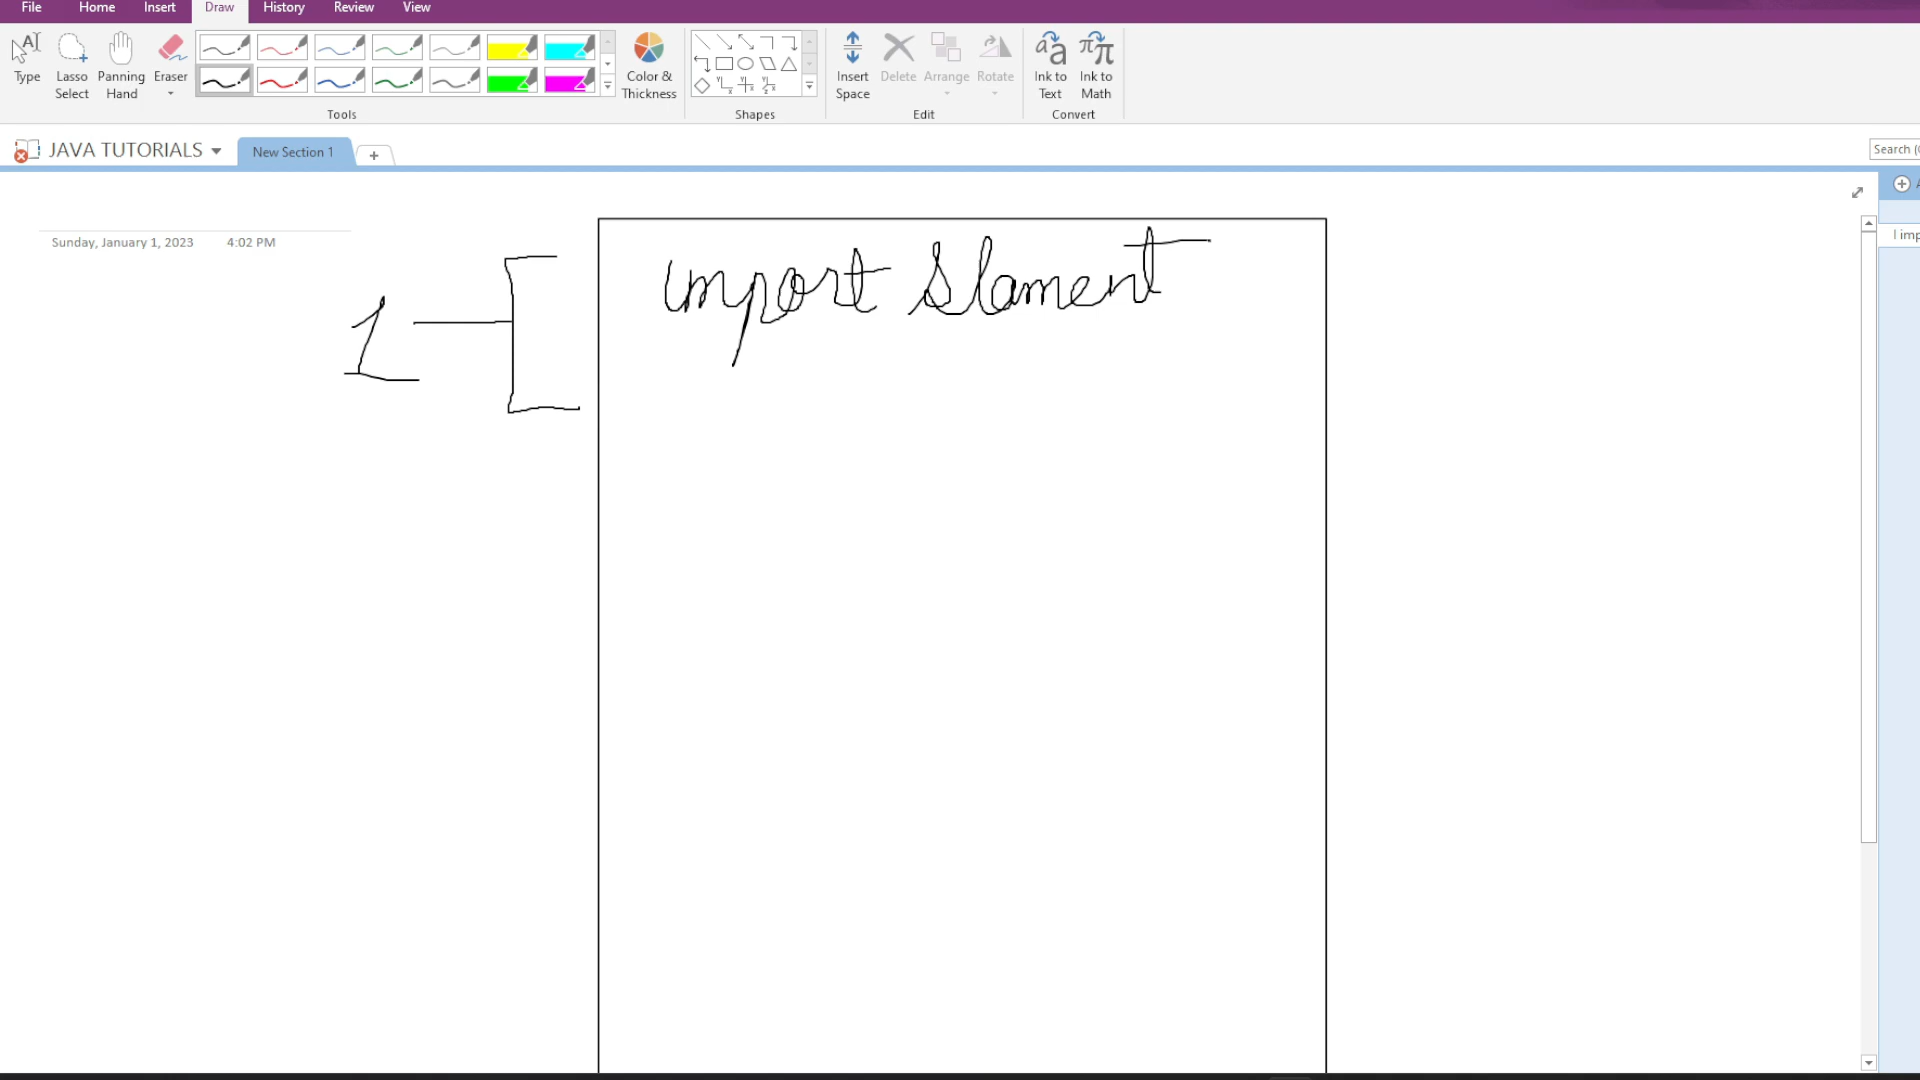 File Home Insert Draw History Review View
Type
Lasso Select
Panning Hand
Eraser
Color & Thickness
Insert Space
Delete
Arrange
Rotate
Ink to Text
Ink to Math
Tools
Shapes
Edit
Convert
JAVA TUTORIALS
New Section 1
Search (
Sunday, January 1, 2023 4:02 PM
I imp
1
import Slament